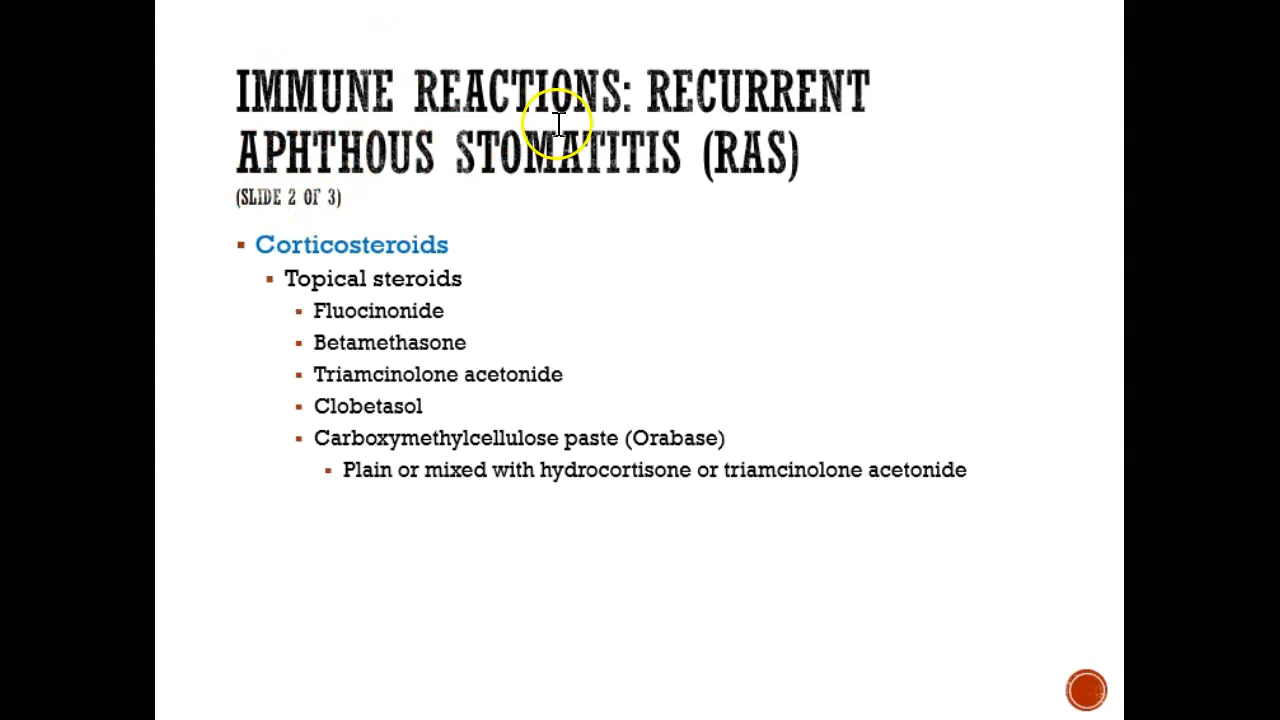 IMMUNE REACTIONS: RECURRENT
APHTHOUS STOMATITIS (RAS)
(SLIDE 2 OF 3)
Corticosteroids
Topical steroids
Fluocinonide
Betamethasone
Triamcinolone acetonide
Clobetasol
Carboxymethylcellulose paste (Orabase)
Plain or mixed with hydrocortisone or triamcinolone acetonide